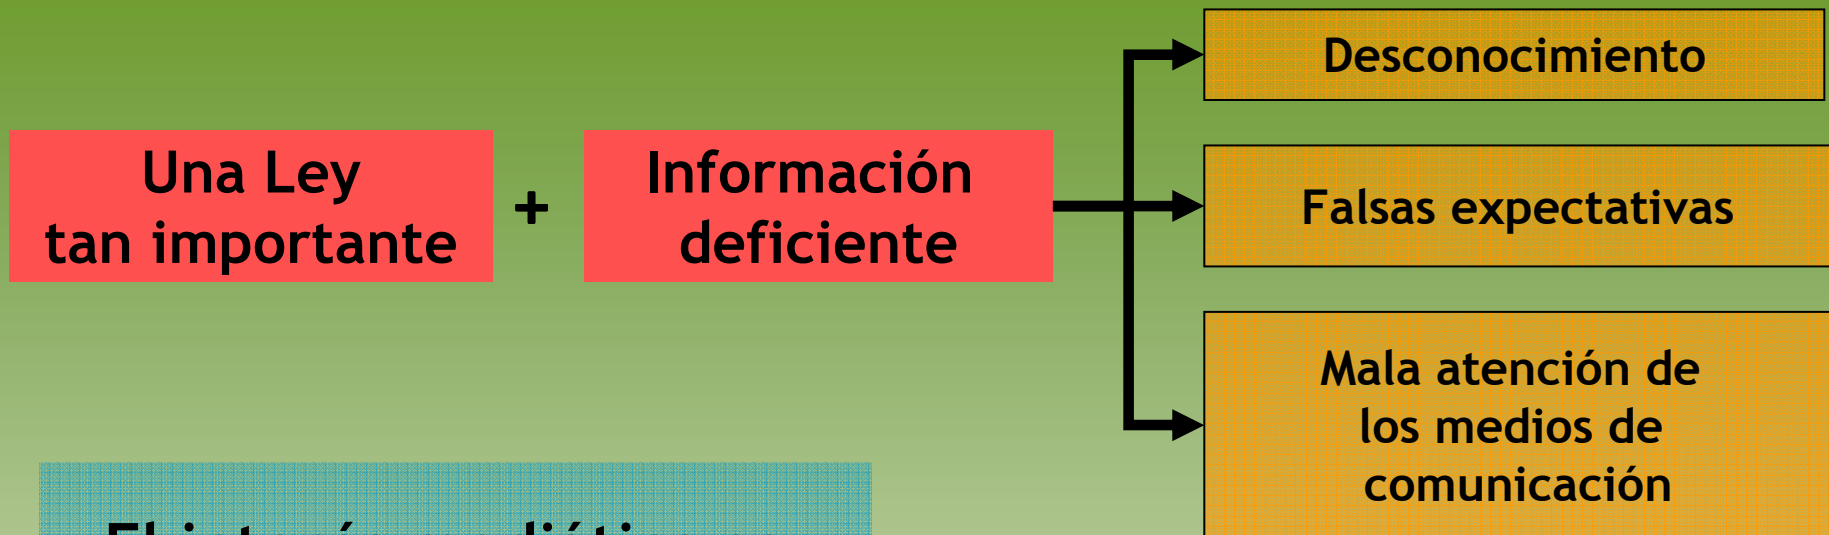 Una Ley
tan importante
+
Información
deficiente
Desconocimiento
Falsas expectativas
Mala atención de
los medios de
comunicación